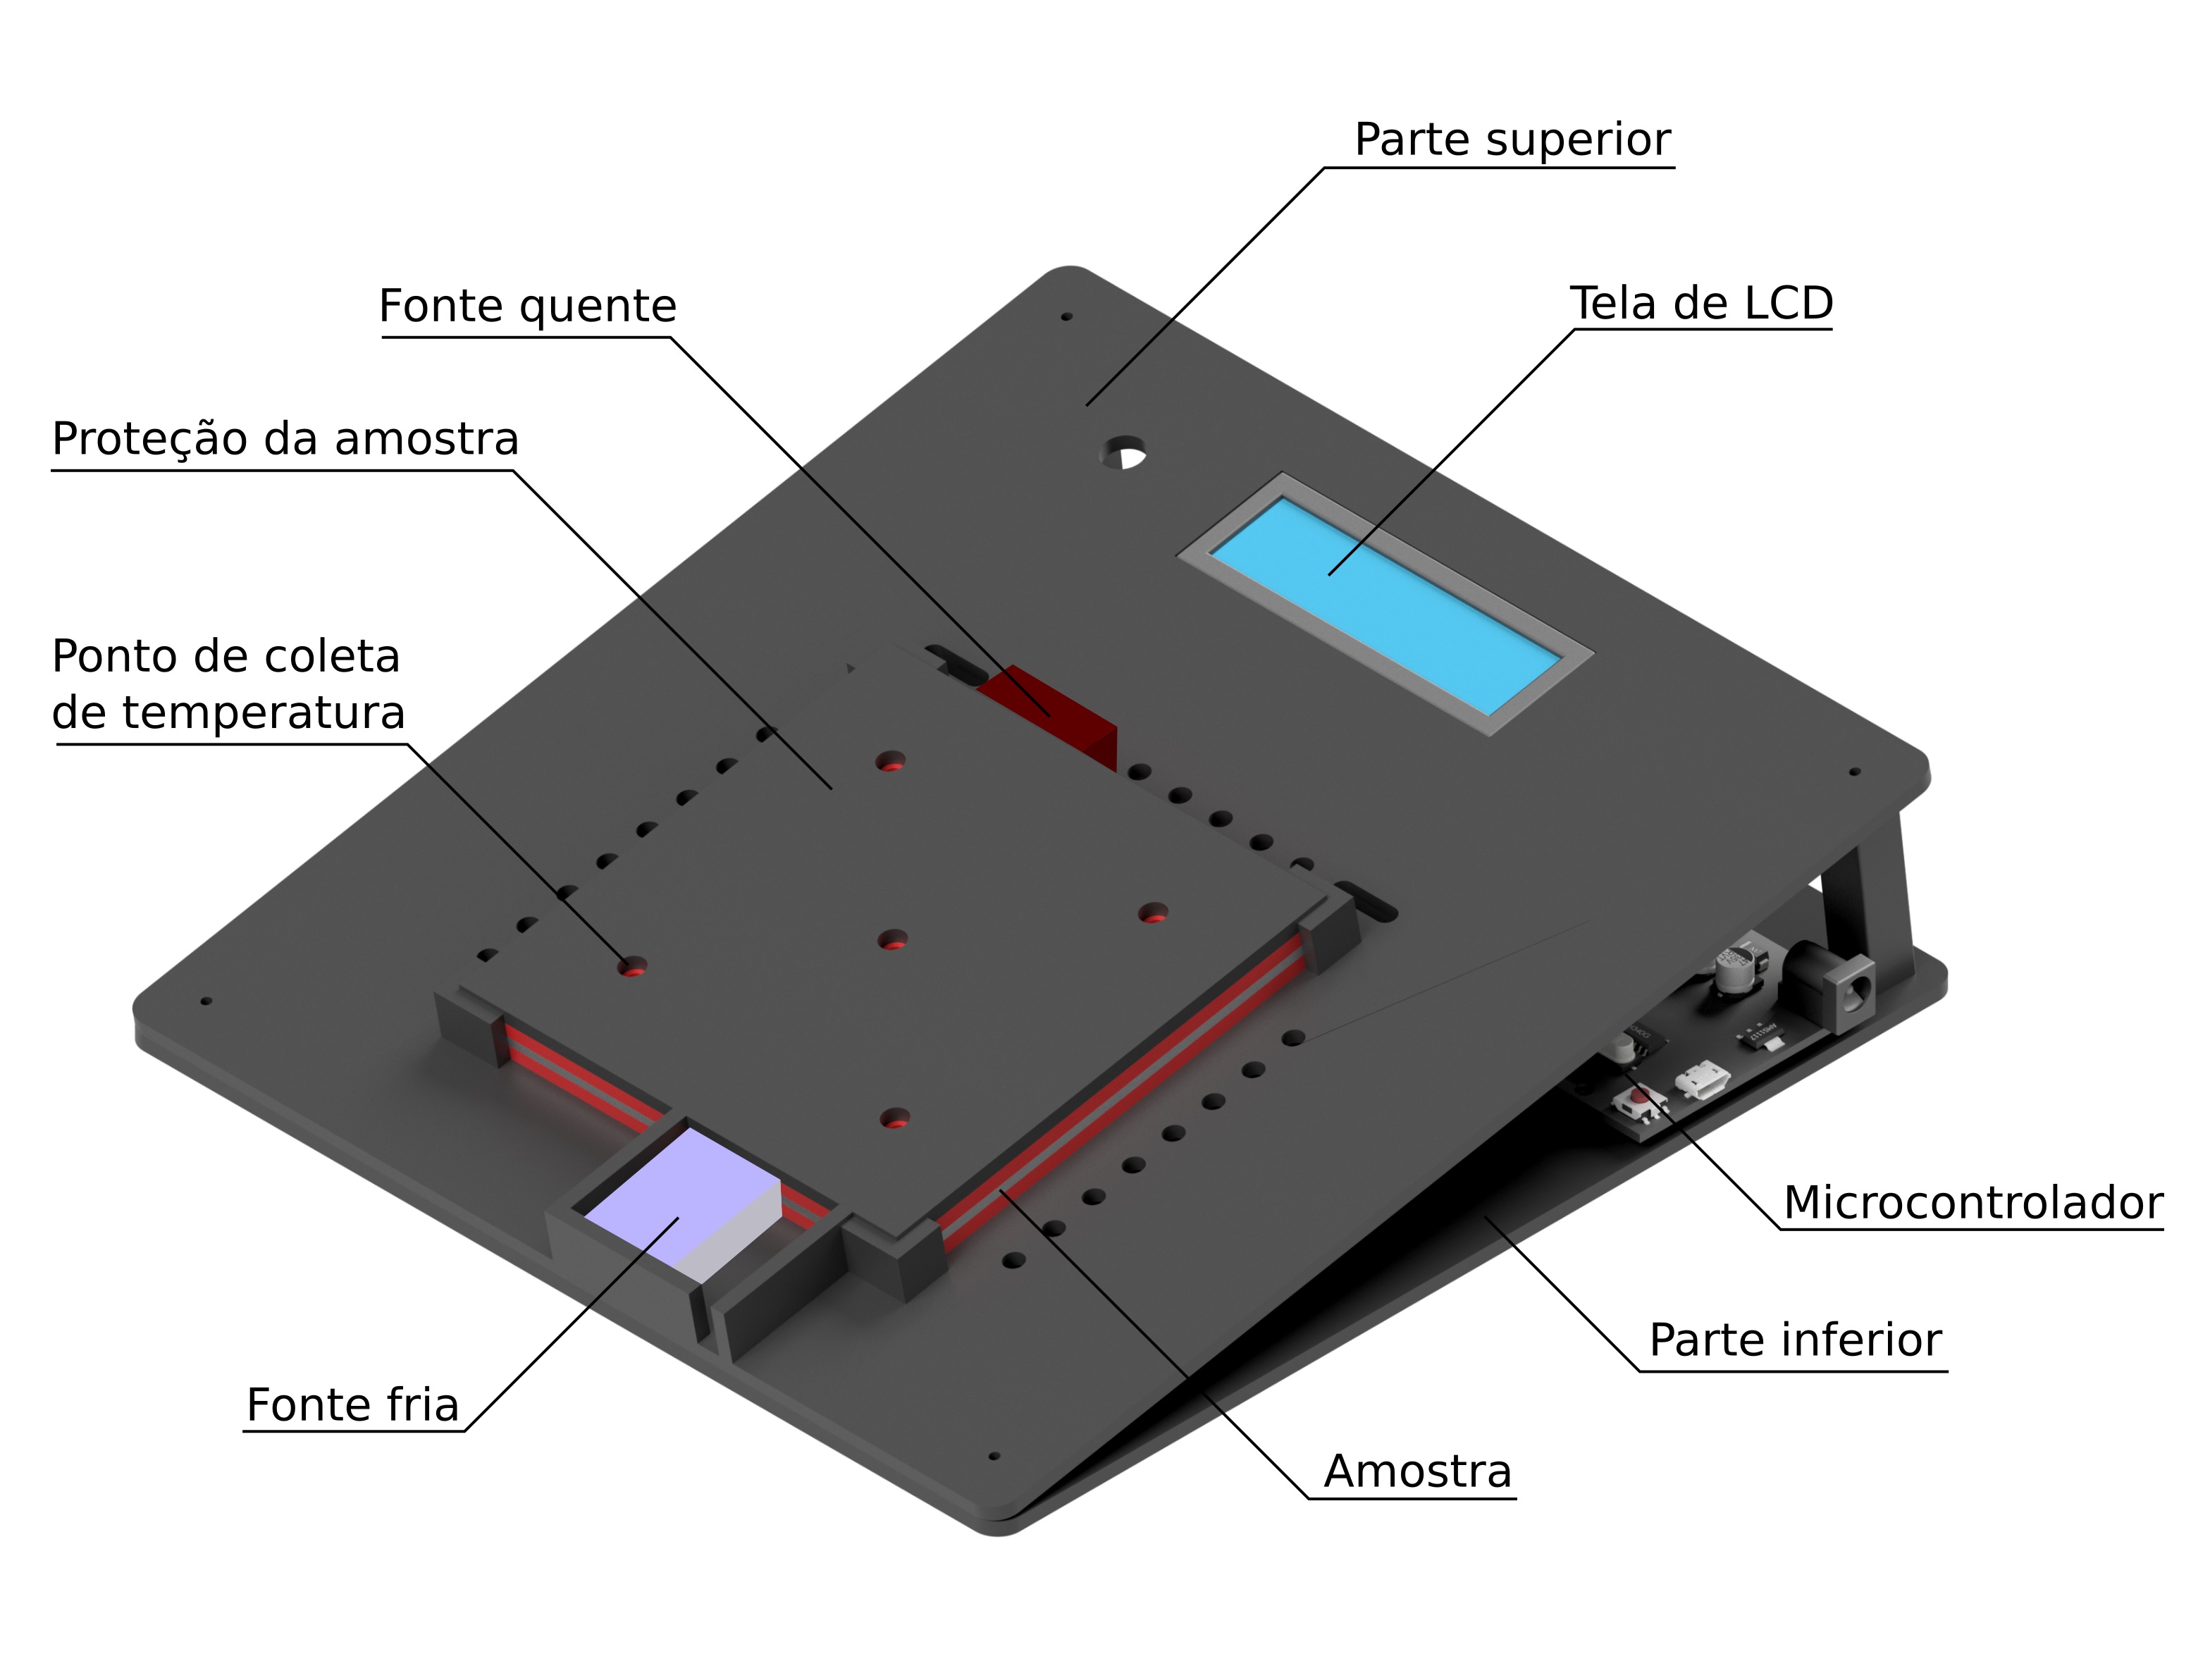 Parte superior
Fonte quente
Tela de LCD
Proteção da amostra
Ponto de coleta
de temperatura
Microcontrolador
Parte inferior
Fonte fria
Amostra